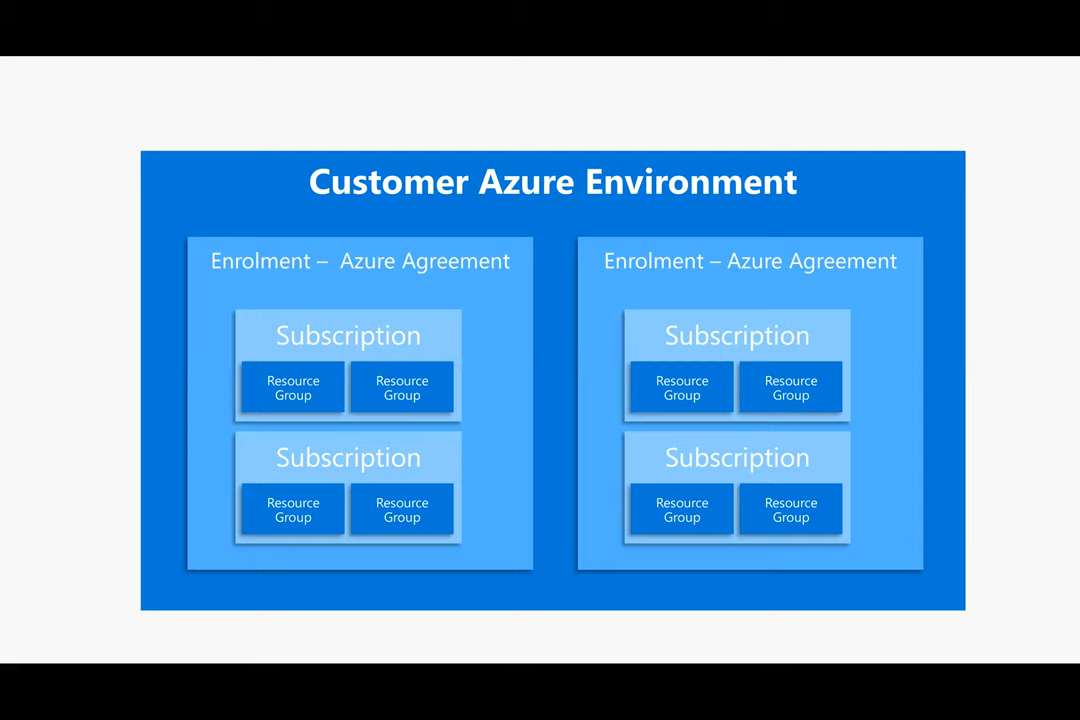 Customer Azure Environment
Enrolment – Azure Agreement
Subscription
Resource
Group
Resource
Group
Subscription
Resource
Group
Resource
Group
Enrolment – Azure Agreement
Subscription
Resource
Group
Resource
Group
Subscription
Resource
Group
Resource
Group